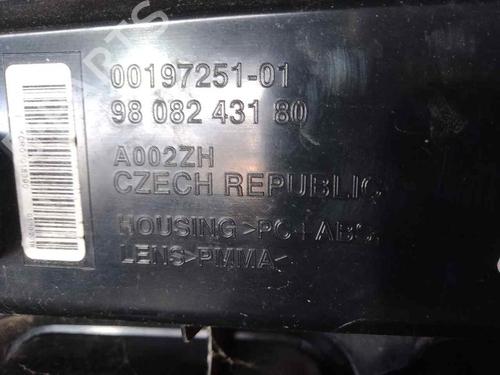 00197251-01
98 082 431 80
A002ZH
CZECH REPUBLIC
HOUSING >PC+ABS<
LENS>PMMA<